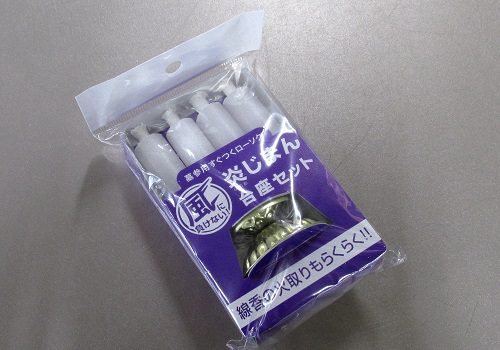 墓参用すぐつくローソク
炎じまん
台座セット
風に
負けない!
線香の火取りもらくらく!!